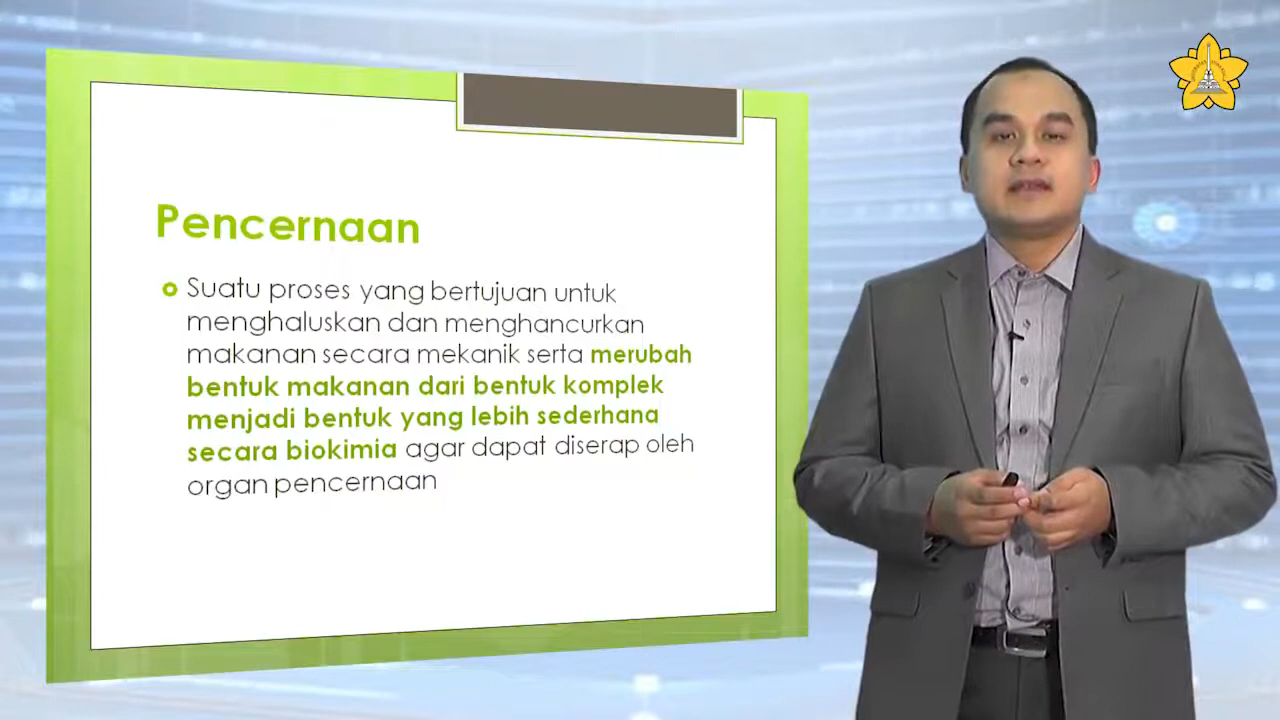 Pencernaan
Suatu proses yang bertujuan untuk
menghaluskan dan menghancurkan
makanan secara mekanik serta merubah
bentuk makanan dari bentuk komplek
menjadi bentuk yang lebih sederhana
secara biokimia agar dapat diserap oleh
organ pencernaan